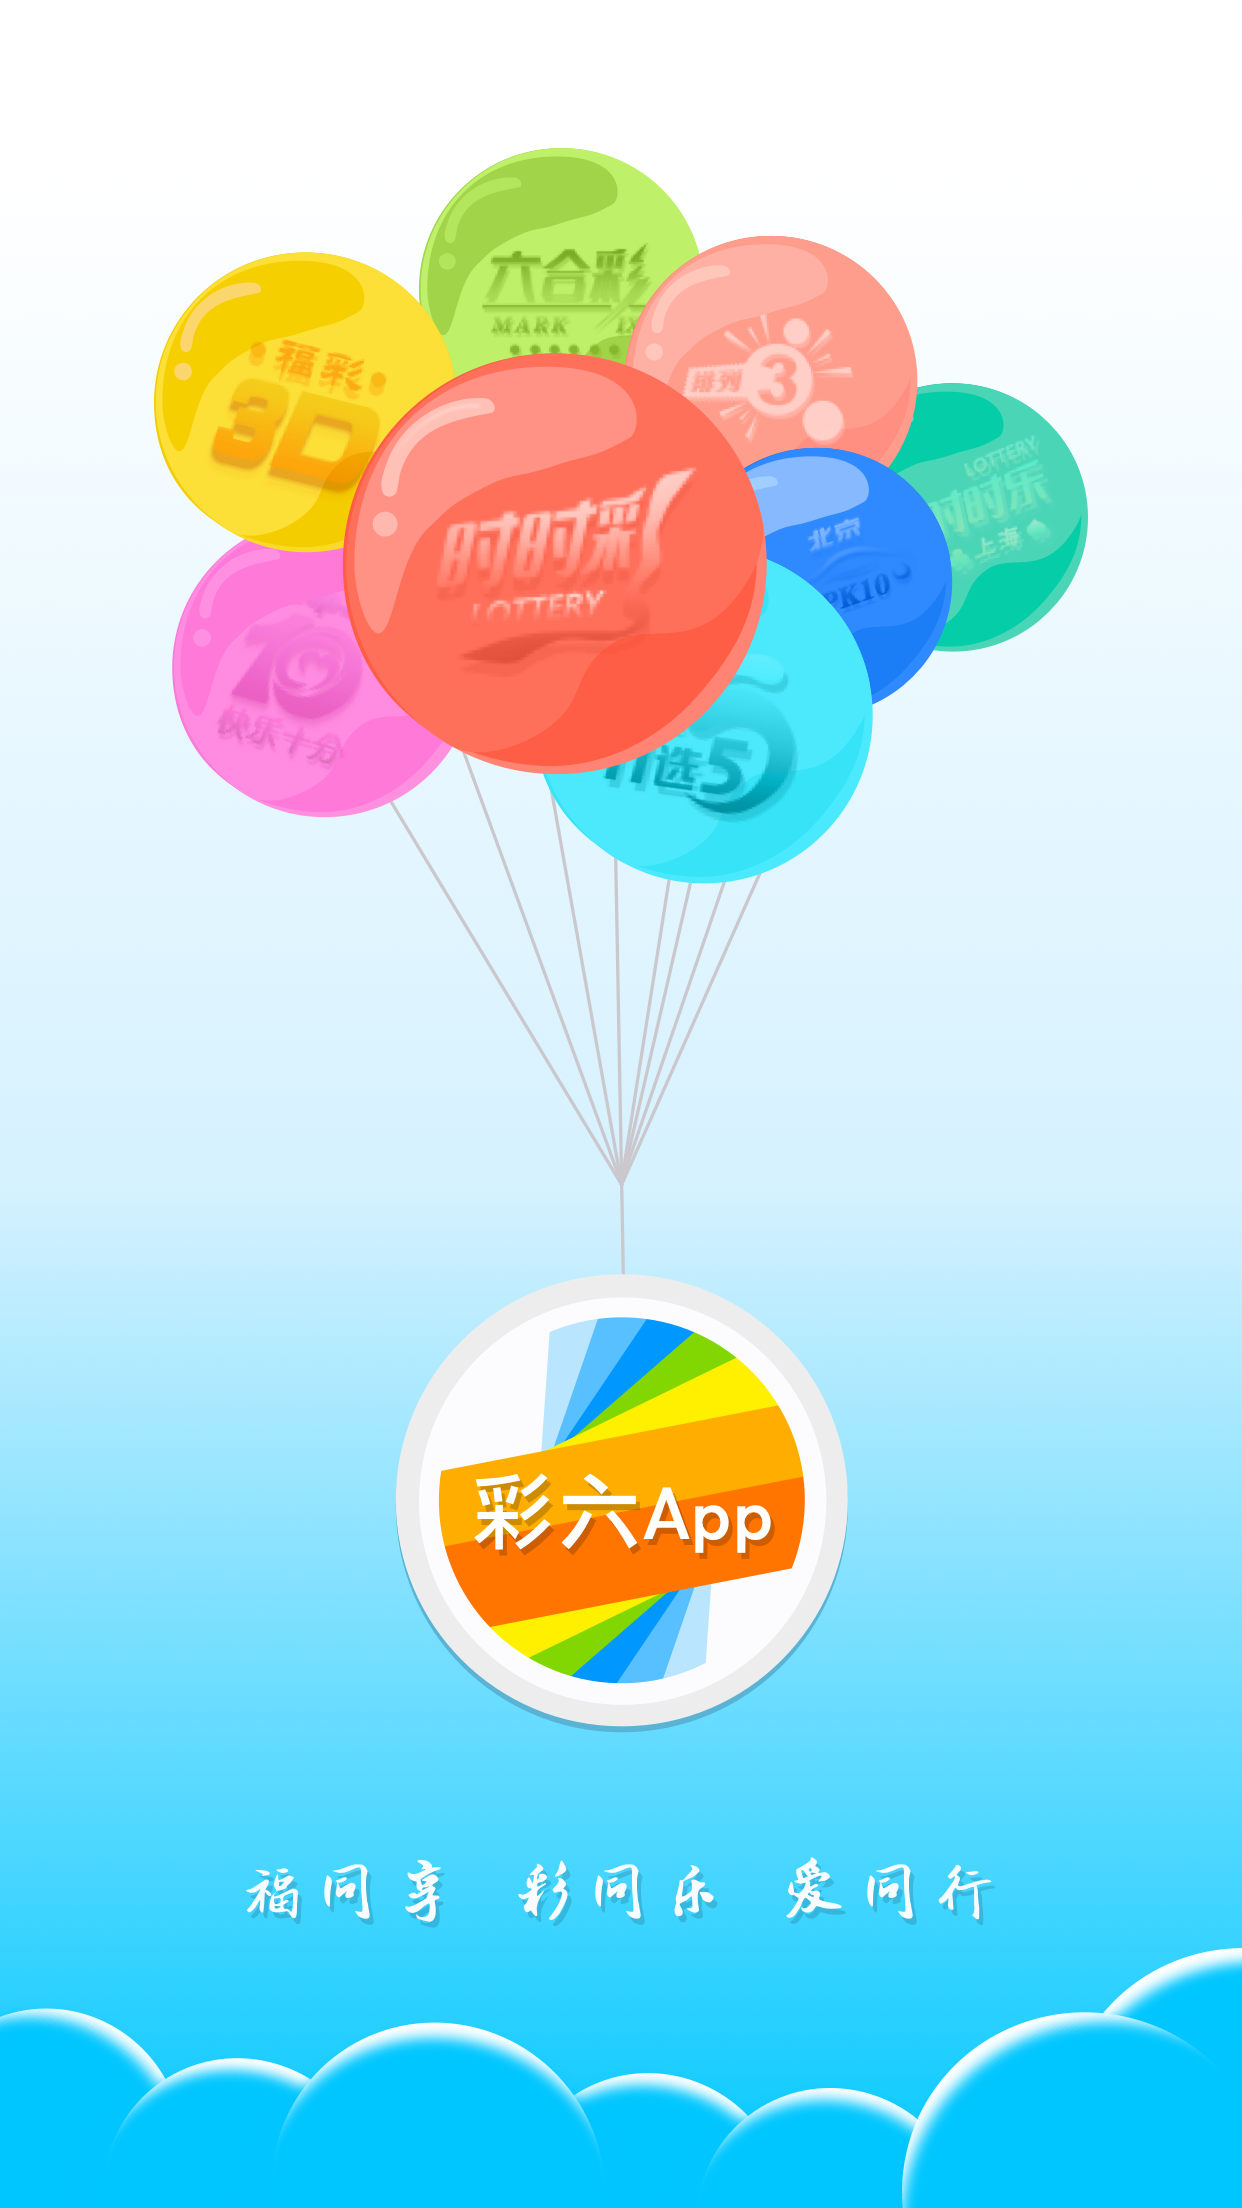 六合彩
MARK
福彩
3D
排列
3
LOTTERY
时时乐
上海
时时彩
LOTTERY
北京
PK10
快乐十分
11选5
彩六App
福同享 彩同乐 爱同行